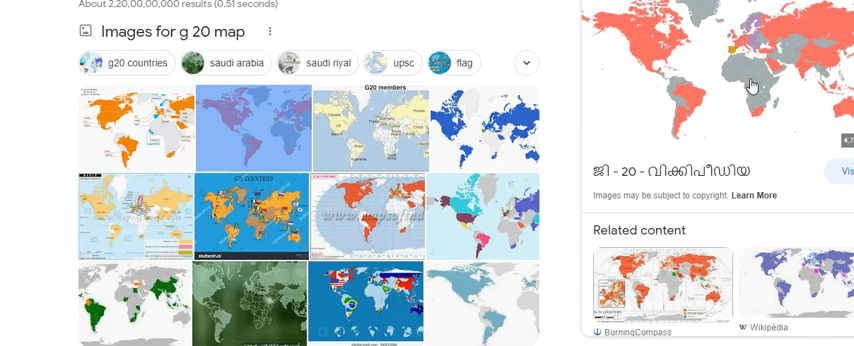 About 2,20,00,00,000 results (0.51 seconds)
Images for g 20 map
g20 countries
saudi arabia
saudi riyal
upsc
flag
G20 members
G20 COUNTRIES
ജി - 20 - വിക്കിപീഡിയ
Vis
Images may be subject to copyright. Learn More
Related content
BurningCompass
Wikipédia